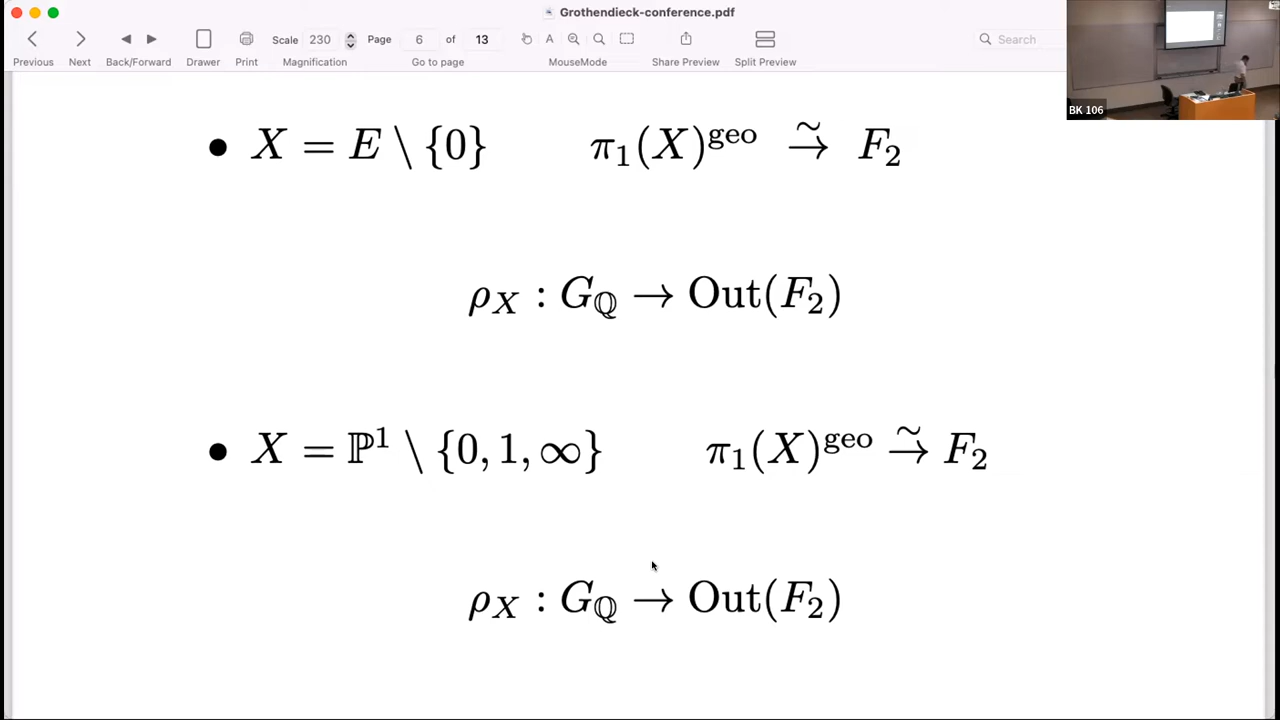 Grothendieck-conference.pdf
Previous Next Back/Forward Drawer Print Scale 230 Magnification Page 6 of 13 Go to page MouseMode Share Preview Split Preview Search
BK 106
• X = E \ {0} π₁(X)^geo ∼→ F₂
ρ_X : G_ℚ → Out(F₂)
• X = ℙ¹ \ {0, 1, ∞} π₁(X)^geo ∼→ F₂
ρ_X : G_ℚ → Out(F₂)